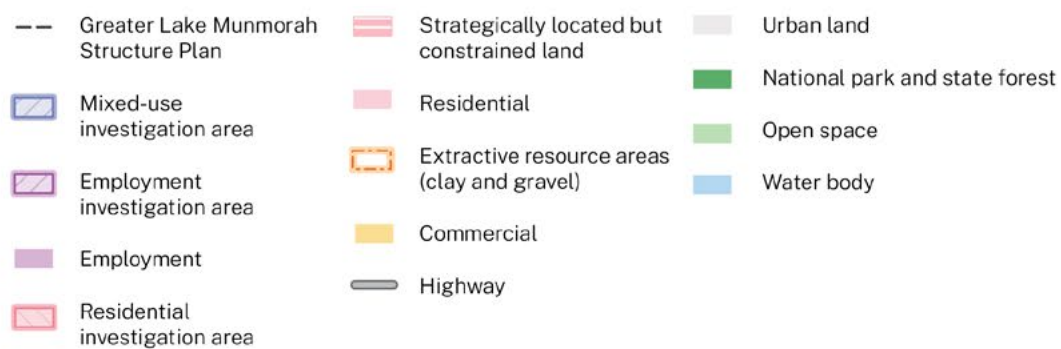 Greater Lake Munmorah
Structure Plan
Mixed-use
investigation area
Employment
investigation area
Employment
Residential
investigation area
Strategically located but
constrained land
Residential
Extractive resource areas
(clay and gravel)
Commercial
Highway
Urban land
National park and state forest
Open space
Water body